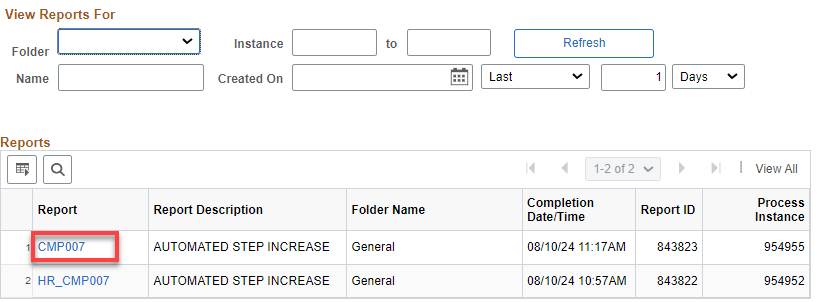 View Reports For
Folder Instance to Refresh
Name Created On Last 1 Days
Reports
1-2 of 2 View All
Report Report Description Folder Name Completion Date/Time Report ID Process Instance
1 CMP007 AUTOMATED STEP INCREASE General 08/10/24 11:17AM 843823 954955
2 HR_CMP007 AUTOMATED STEP INCREASE General 08/10/24 10:57AM 843822 954952